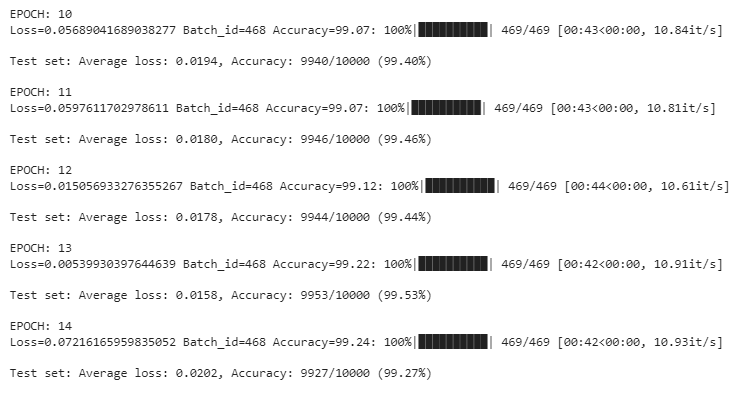 EPOCH: 10
Loss=0.05689041689038277 Batch_id=468 Accuracy=99.07: 100%|██████████| 469/469 [00:43<00:00, 10.84it/s]
Test set: Average loss: 0.0194, Accuracy: 9940/10000 (99.40%)
EPOCH: 11
Loss=0.0597611702978611 Batch_id=468 Accuracy=99.07: 100%|██████████| 469/469 [00:43<00:00, 10.81it/s]
Test set: Average loss: 0.0180, Accuracy: 9946/10000 (99.46%)
EPOCH: 12
Loss=0.015056933276355267 Batch_id=468 Accuracy=99.12: 100%|██████████| 469/469 [00:44<00:00, 10.61it/s]
Test set: Average loss: 0.0178, Accuracy: 9944/10000 (99.44%)
EPOCH: 13
Loss=0.00539930397644639 Batch_id=468 Accuracy=99.22: 100%|██████████| 469/469 [00:42<00:00, 10.91it/s]
Test set: Average loss: 0.0158, Accuracy: 9953/10000 (99.53%)
EPOCH: 14
Loss=0.07216165959835052 Batch_id=468 Accuracy=99.24: 100%|██████████| 469/469 [00:42<00:00, 10.93it/s]
Test set: Average loss: 0.0202, Accuracy: 9927/10000 (99.27%)